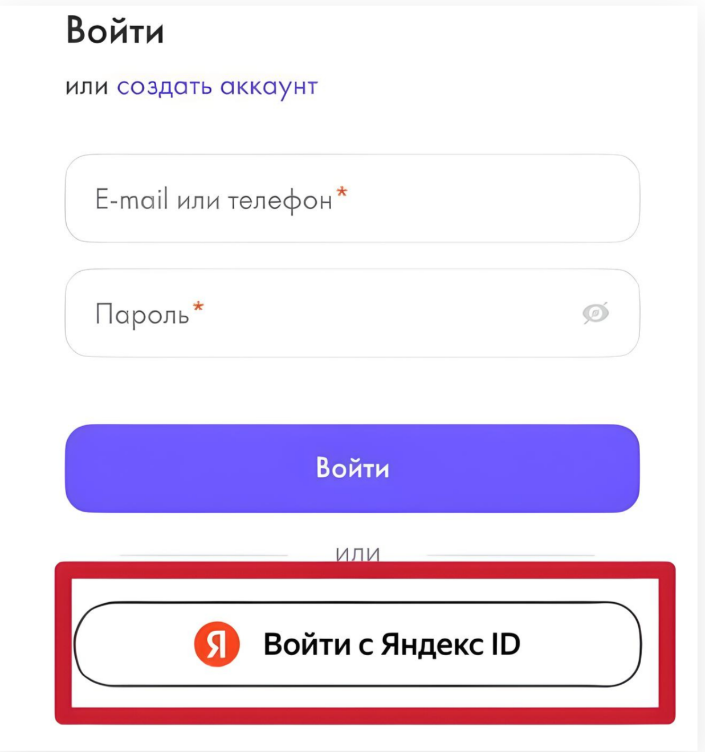 Войти
или создать аккаунт
E-mail или телефон*
Пароль*
Войти
или
Я Войти с Яндекс ID